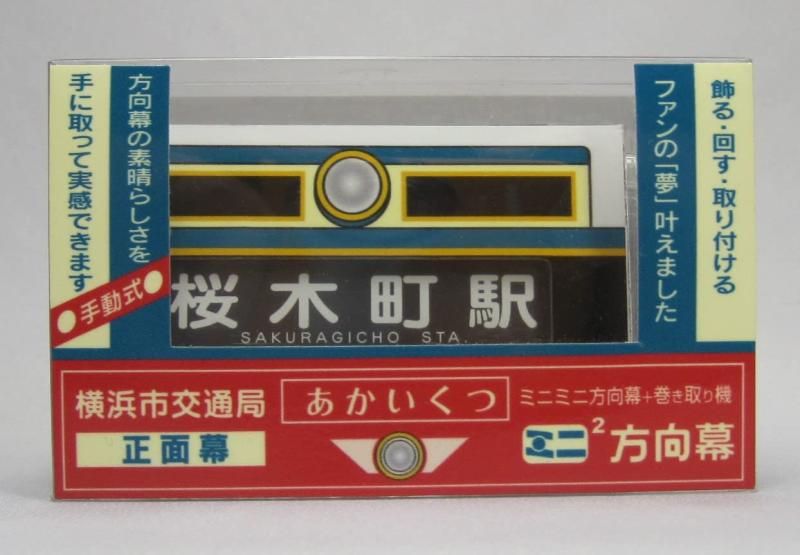 飾る・回す・取り付ける
ファンの「夢」叶えました
方向幕の素晴らしさを
手に取って実感できます
●手動式●
桜木町駅
SAKURAGICHO STA.
横浜市交通局
あかいくつ
ミニミニ方向幕+巻き取り機
正面幕
ミニ²方向幕